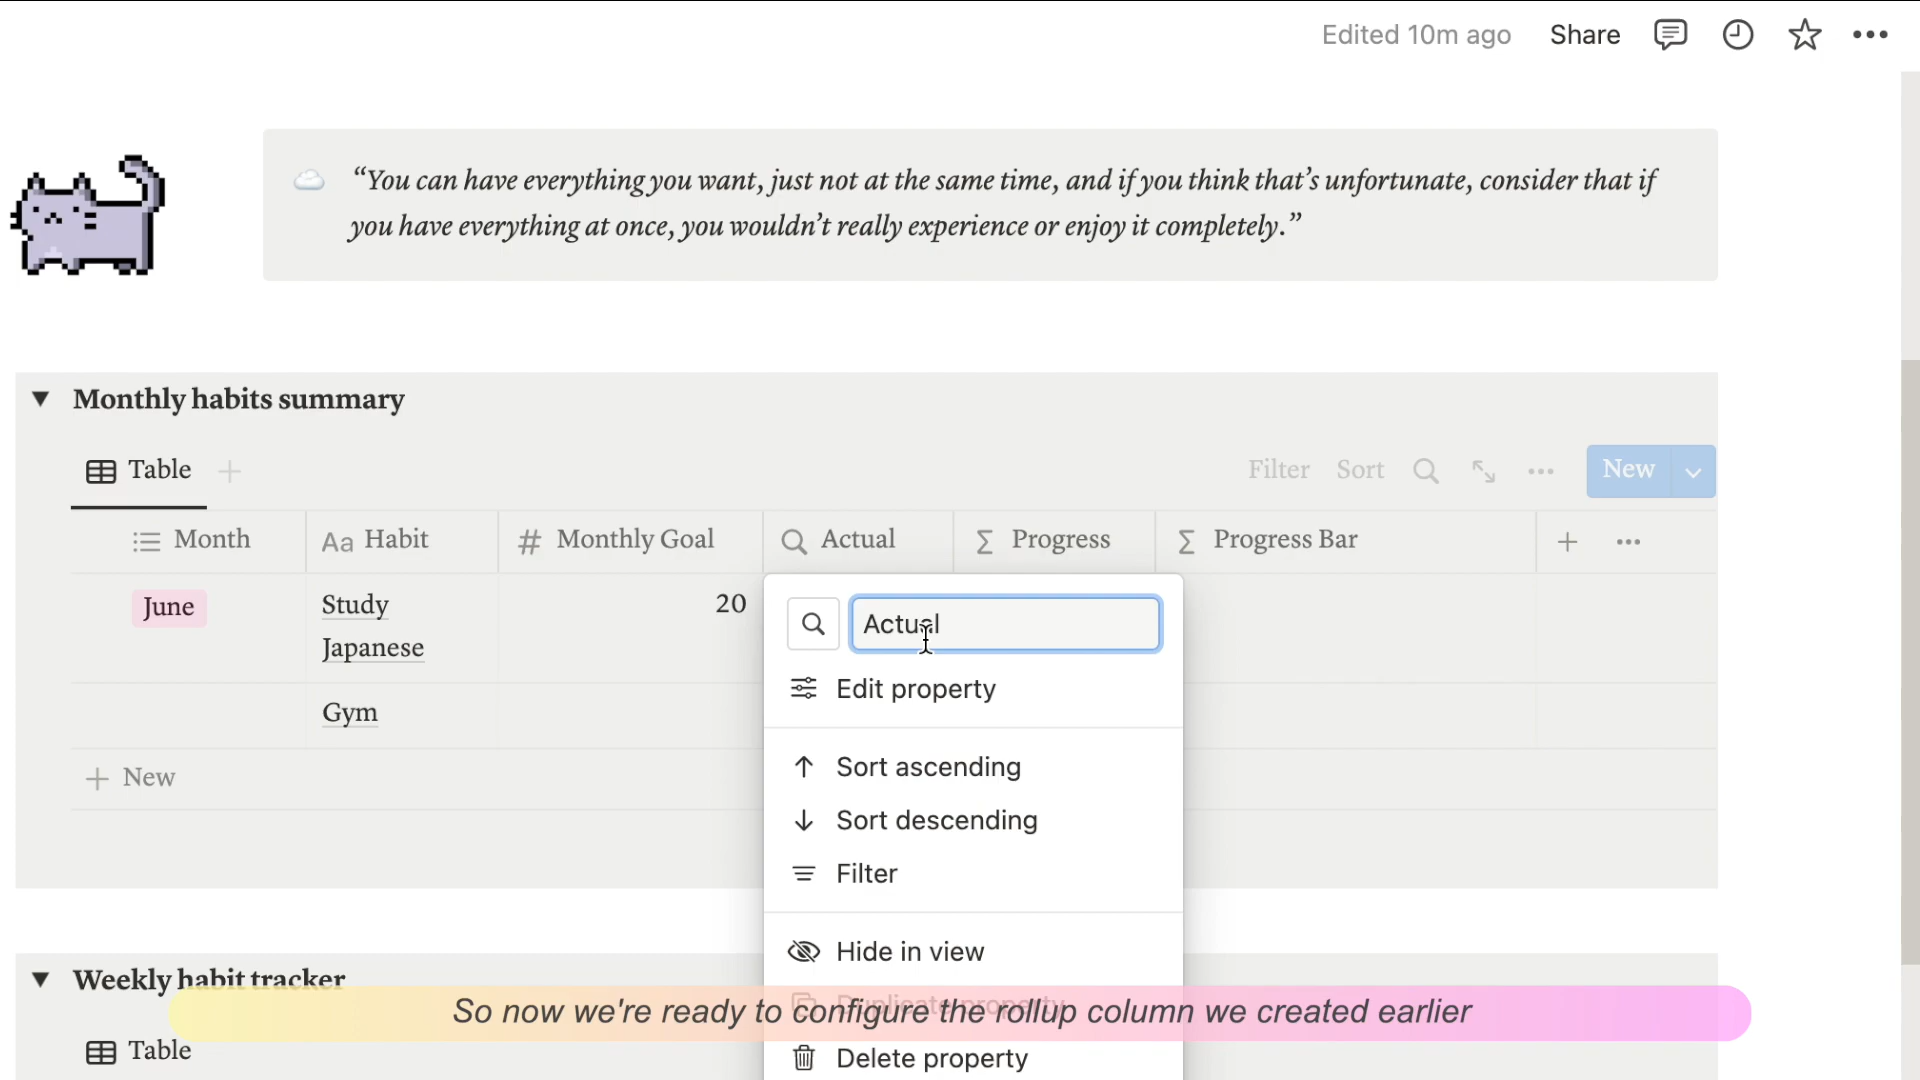 Edited 10m ago Share
“You can have everything you want, just not at the same time, and if you think that’s unfortunate, consider that if
you have everything at once, you wouldn’t really experience or enjoy it completely.”
Monthly habits summary
Table
Filter Sort New
Month Aa Habit # Monthly Goal Actual Σ Progress Σ Progress Bar
June Study 20
Japanese
Gym
+ New
Actual
Edit property
Sort ascending
Sort descending
Filter
Hide in view
Duplicate property
Delete property
Weekly habit tracker
So now we're ready to configure the rollup column we created earlier
Table